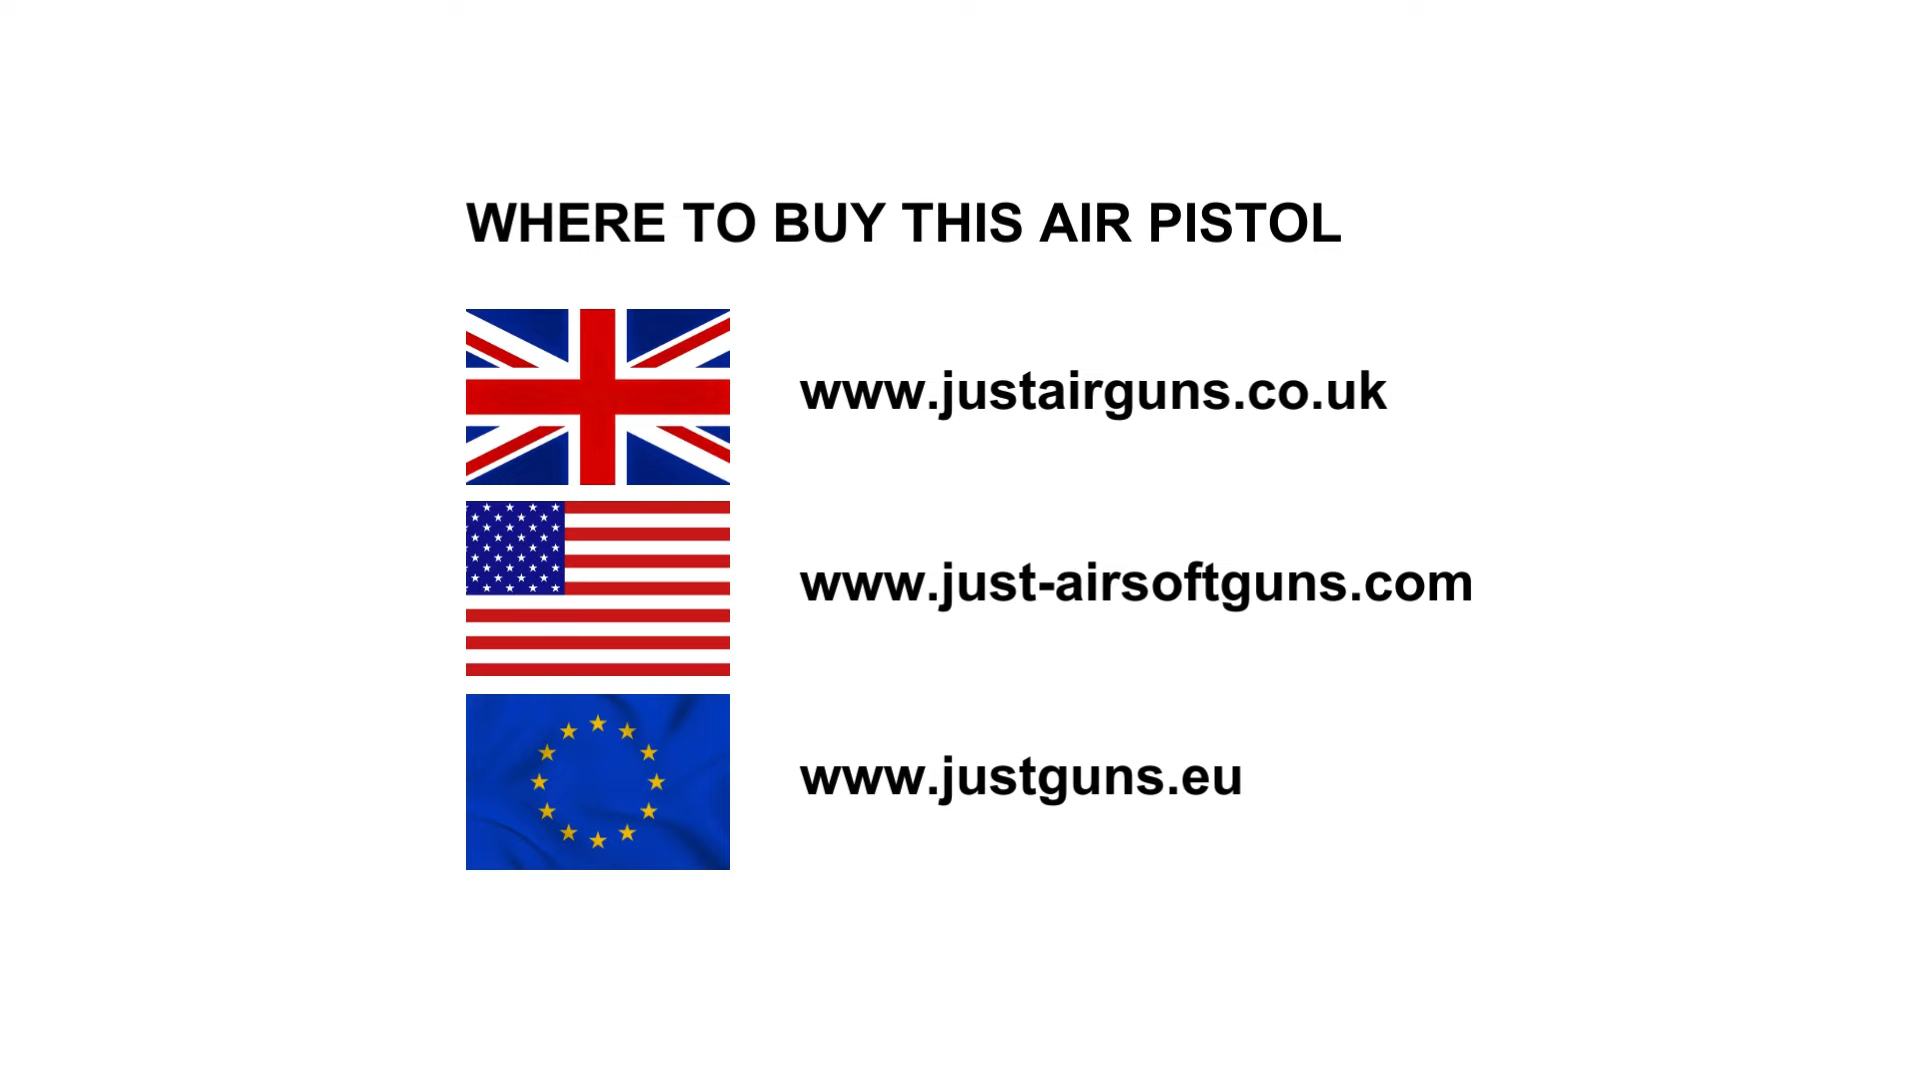 WHERE TO BUY THIS AIR PISTOL
www.justairguns.co.uk
www.just-airsoftguns.com
www.justguns.eu